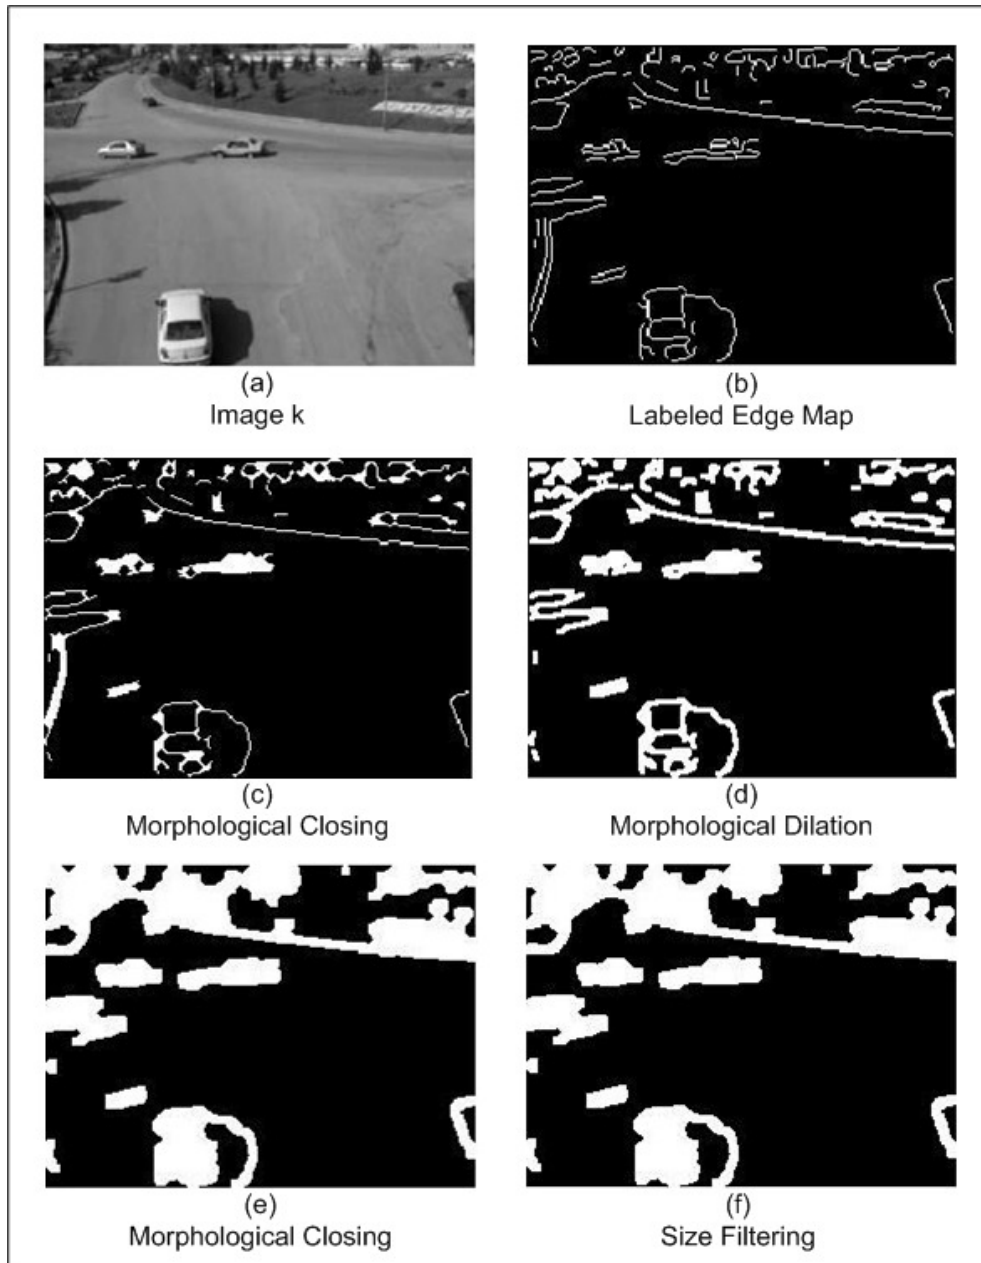 (a)
Image k
(b)
Labeled Edge Map
(c)
Morphological Closing
(d)
Morphological Dilation
(e)
Morphological Closing
(f)
Size Filtering